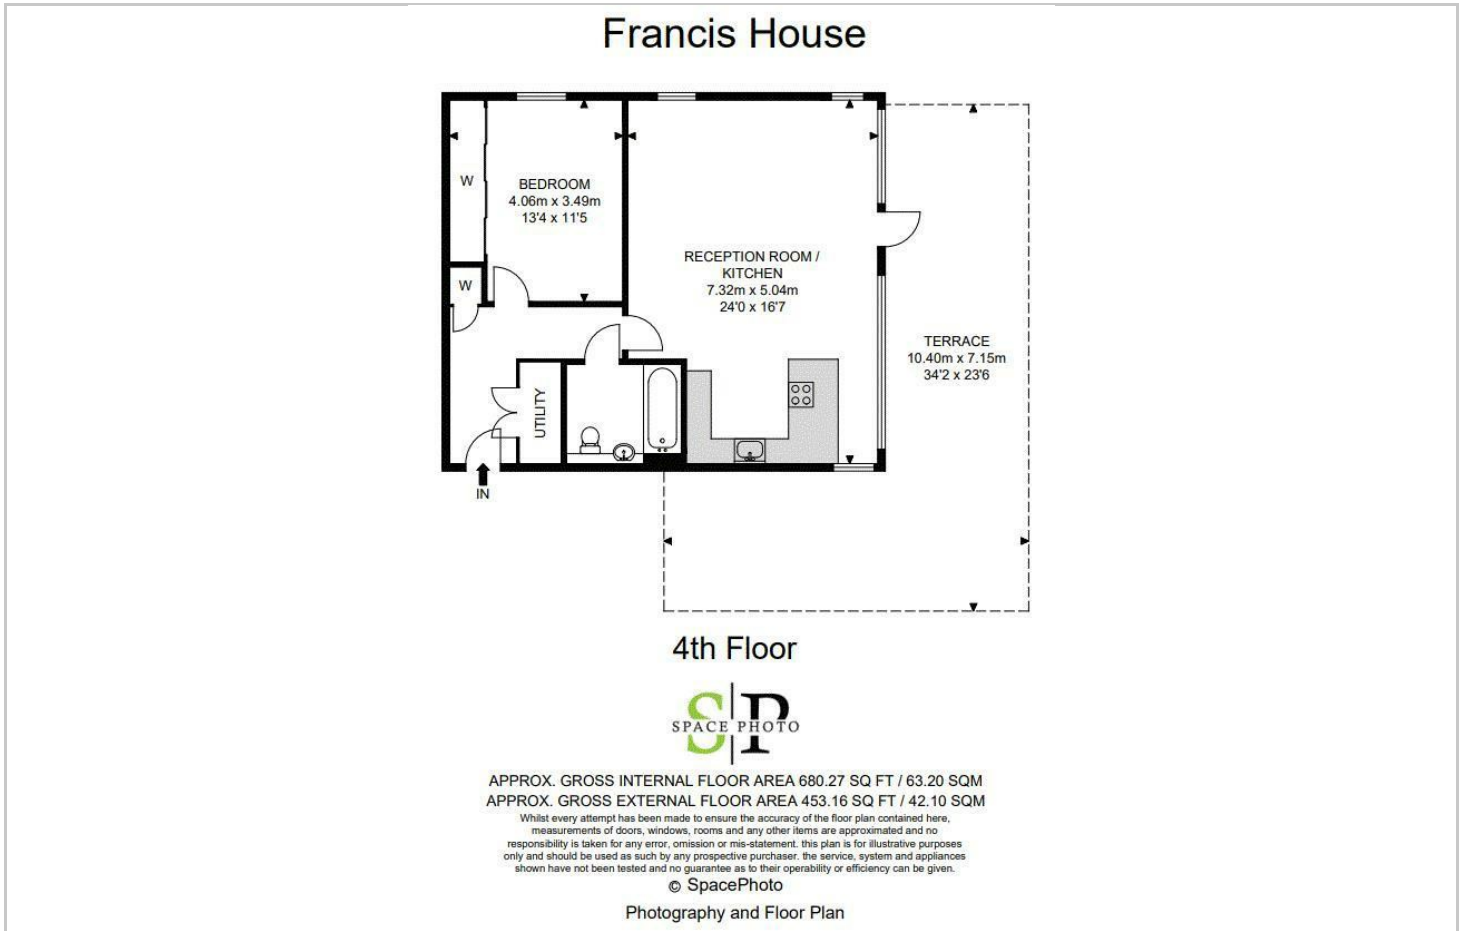 Francis House
W
BEDROOM
4.06m x 3.49m
13'4 x 11'5
W
RECEPTION ROOM /
KITCHEN
7.32m x 5.04m
24'0 x 16'7
TERRACE
10.40m x 7.15m
34'2 x 23'6
UTILITY
IN
4th Floor
S P
SPACE PHOTO
APPROX. GROSS INTERNAL FLOOR AREA 680.27 SQ FT / 63.20 SQM
APPROX. GROSS EXTERNAL FLOOR AREA 453.16 SQ FT / 42.10 SQM
Whilst every attempt has been made to ensure the accuracy of the floor plan contained here,
measurements of doors, windows, rooms and any other items are approximated and no
responsibility is taken for any error, omission or mis-statement. this plan is for illustrative purposes
only and should be used as such by any prospective purchaser. the service, system and appliances
shown have not been tested and no guarantee as to their operability or efficiency can be given.
© SpacePhoto
Photography and Floor Plan